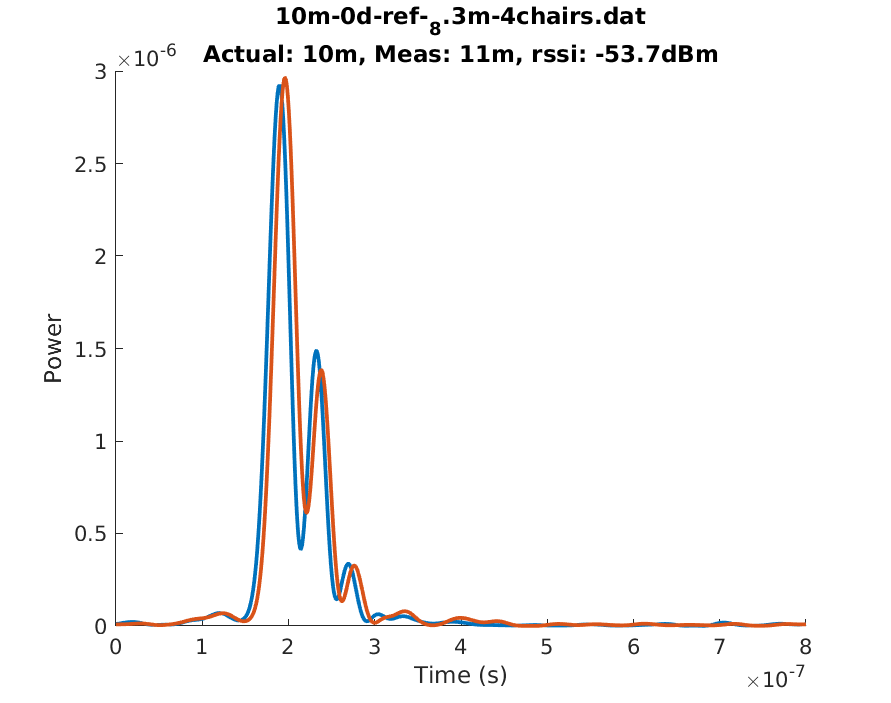 10m-0d-ref-₈.3m-4chairs.dat
Actual: 10m, Meas: 11m, rssi: -53.7dBm
×10⁻⁶
3
2.5
2
1.5
1
0.5
0
Power
0 1 2 3 4 5 6 7 8
Time (s)
×10⁻⁷